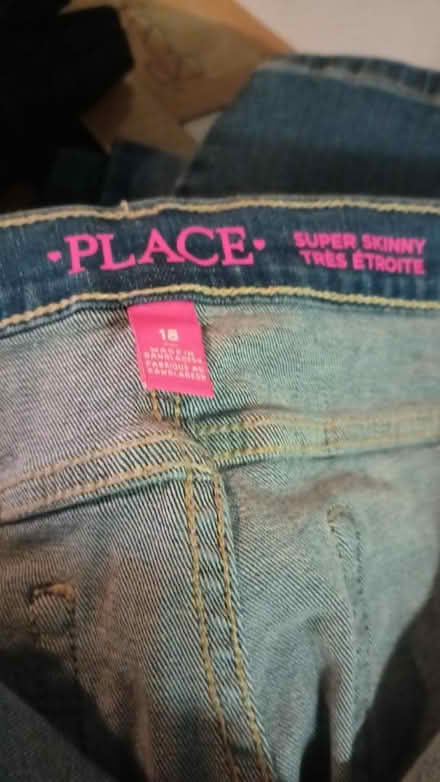 PLACE
SUPER SKINNY
TRÈS ÉTROITE
18
MADE IN
BANGLADESH
FABRIQUÉ AU
BANGLADESH